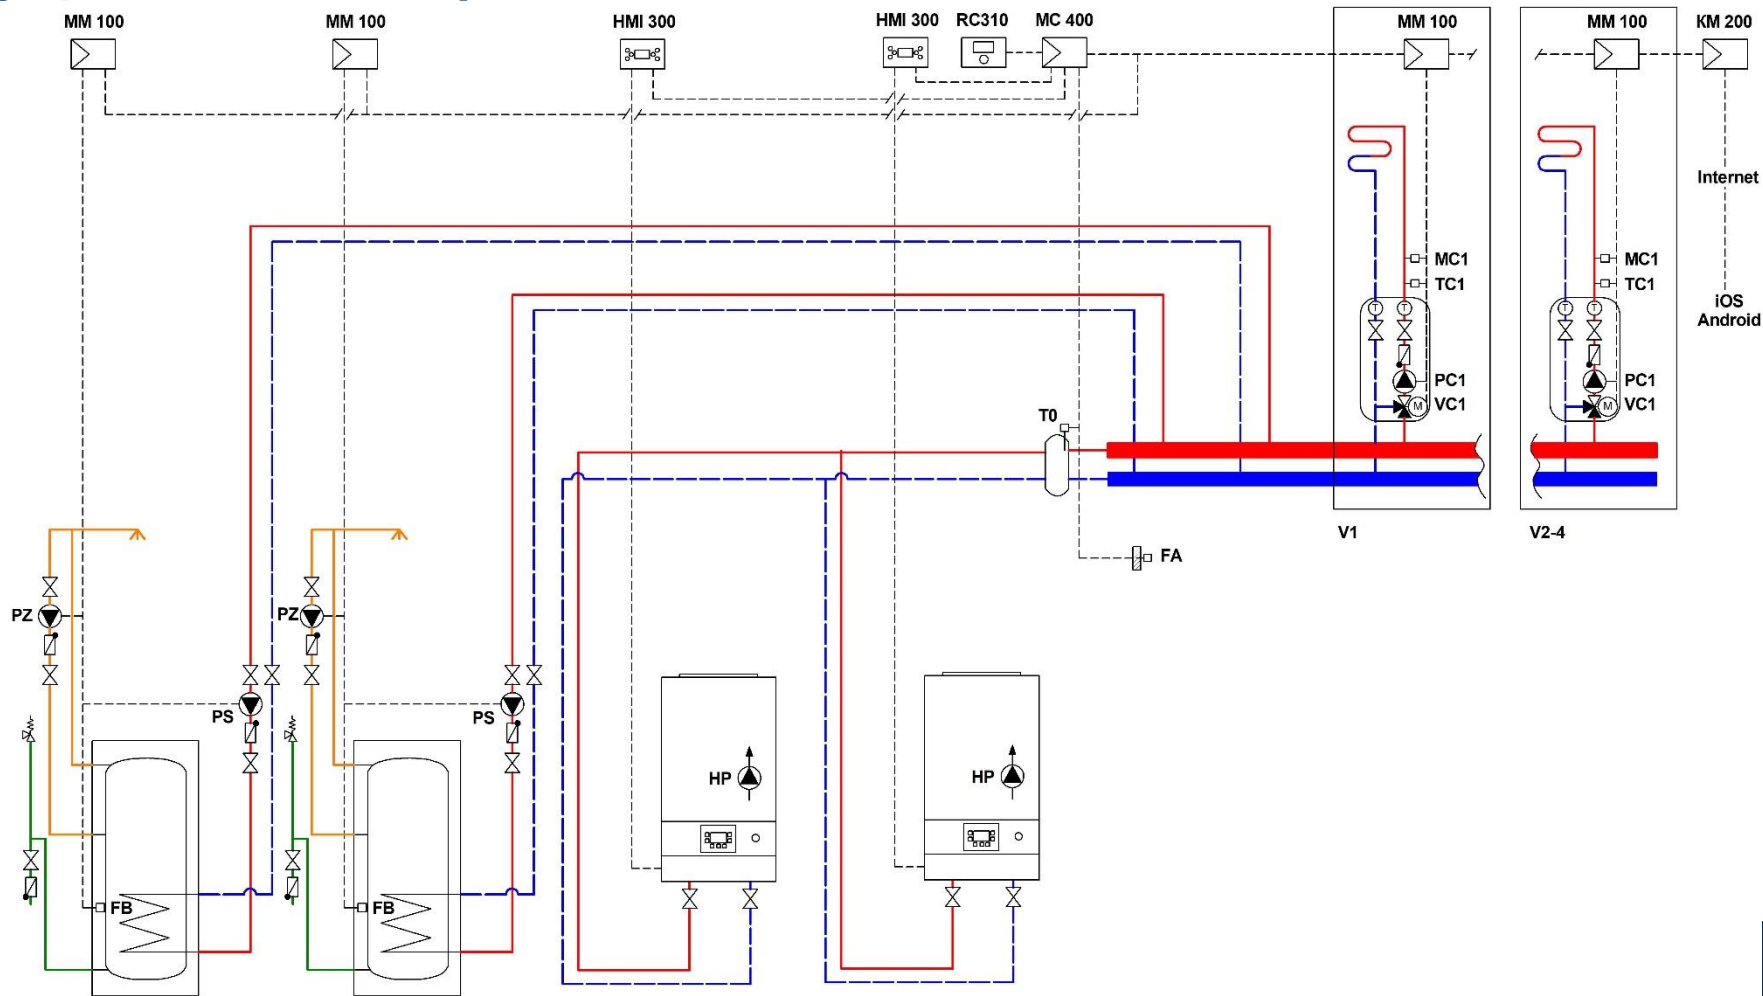 MM 100
MM 100
HMI 300
HMI 300
RC310
MC 400
MM 100
MM 100
KM 200
Internet
iOS
Android
MC1
TC1
T
T
PC1
VC1
M
MC1
TC1
T
T
PC1
VC1
M
T0
FA
V1
V2-4
PZ
PZ
PS
PS
HP
HP
FB
FB